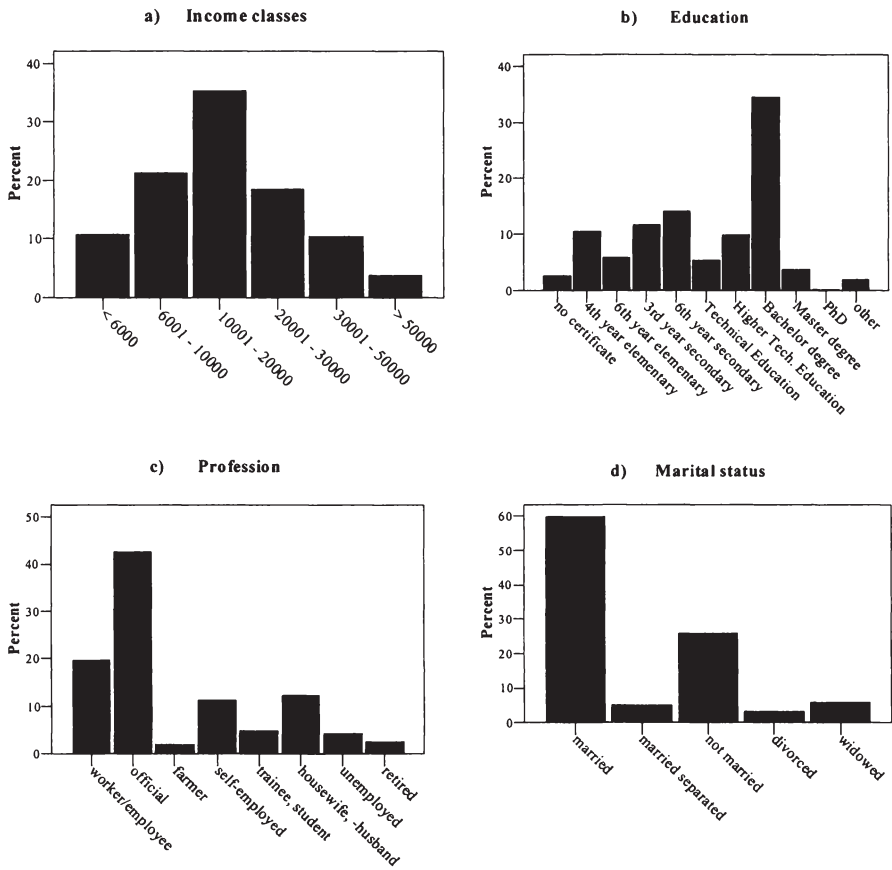 a) Income classes
Percent
40
30
20
10
0
< 6000
6001 - 10000
10001 - 20000
20001 - 30000
30001 - 50000
> 50000
b) Education
Percent
40
30
20
10
0
no certificate
4th year elementary
6th year elementary
3rd year secondary
6th year secondary
Technical Education
Higher Tech. Education
Bachelor degree
Master degree
PhD
other
c) Profession
Percent
50
40
30
20
10
0
worker/employee
official
farmer
self-employed
trainee, student
housewife, -husband
unemployed
retired
d) Marital status
Percent
60
50
40
30
20
10
0
married
married separated
not married
divorced
widowed